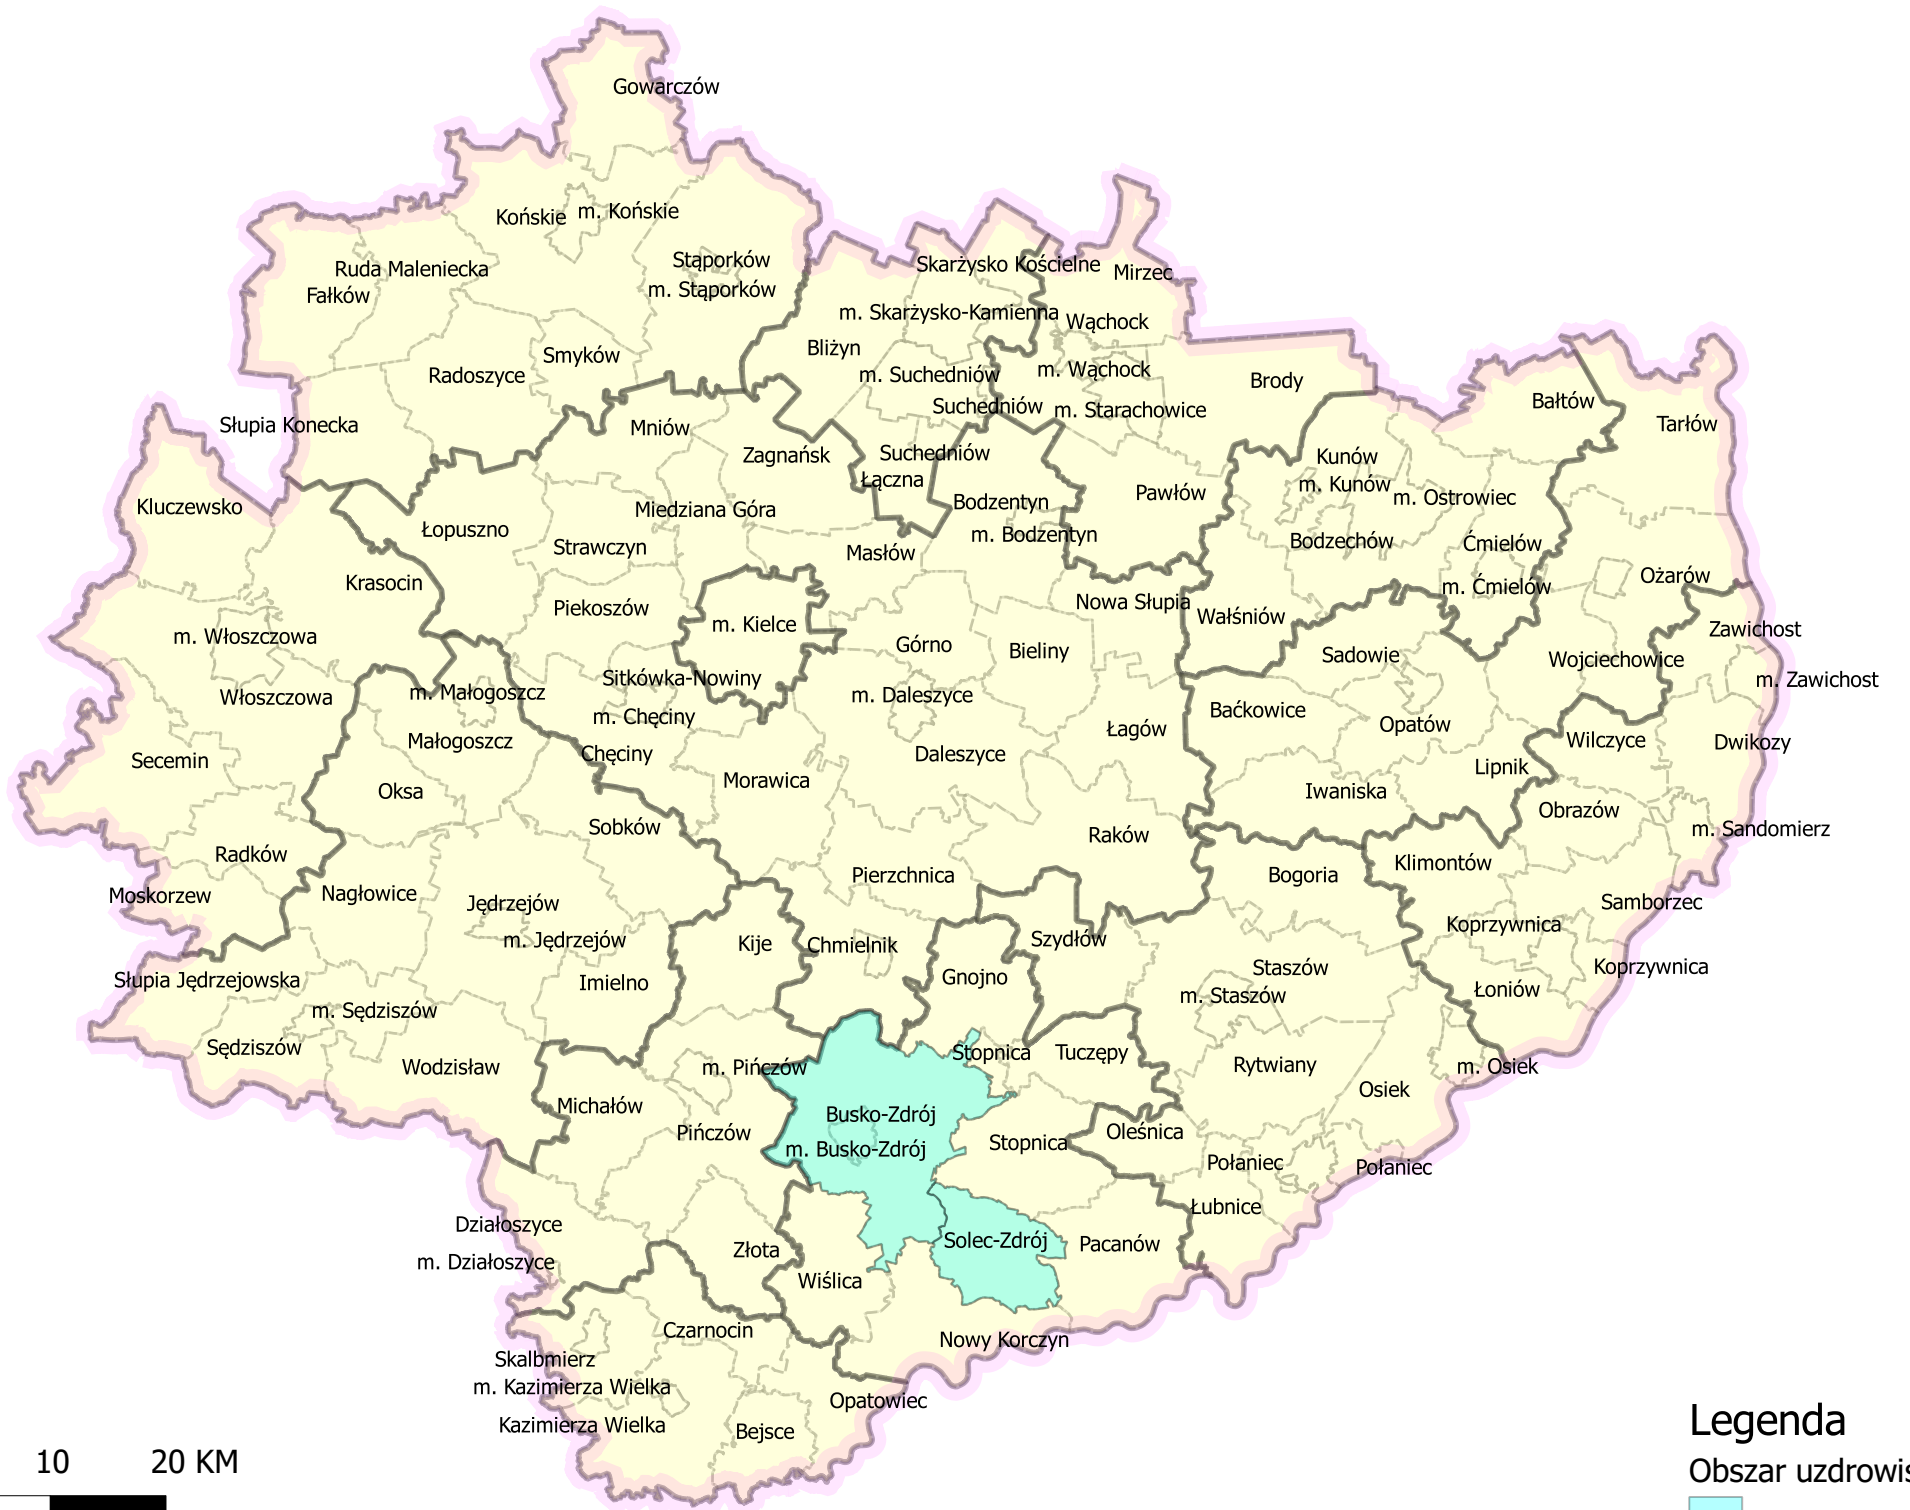 Gowarczów
Końskie
m. Końskie
Stąporków
m. Stąporków
Ruda Maleniecka
Fałków
Skarżysko Kościelne
Mirzec
m. Skarżysko-Kamienna
Wąchock
Bliżyn
Smyków
Radoszyce
m. Suchedniów
m. Wąchock
Brody
Suchedniów
m. Starachowice
Bałtów
Tarłów
Słupia Konecka
Mniów
Zagnańsk
Suchedniów
Łączna
Kunów
m. Kunów
m. Ostrowiec
Kluczewsko
Miedziana Góra
Bodzentyn
Pawłów
m. Bodzentyn
Łopuszno
Strawczyn
Masłów
Bodzechów
Ćmielów
m. Ćmielów
Ożarów
Krasocin
Piekoszów
m. Kielce
Nowa Słupia
Wałśniów
Zawichost
m. Włoszczowa
Górno
Bieliny
Sadowie
Wojciechowice
m. Zawichost
Włoszczowa
m. Małogoszcz
Sitkówka-Nowiny
m. Chęciny
m. Daleszyce
Łagów
Baćkowice
Opatów
Małogoszcz
Chęciny
Daleszyce
Wilczyce
Dwikozy
Secemin
Oksa
Morawica
Lipnik
Iwaniska
Obrazów
Sobków
Raków
m. Sandomierz
Radków
Pierzchnica
Bogoria
Klimontów
Moskorzew
Nagłowice
Jędrzejów
Samborzec
m. Jędrzejów
Kije
Chmielnik
Szydłów
Koprzywnica
Słupia Jędrzejowska
Imielno
Gnojno
Staszów
Koprzywnica
m. Staszów
Łoniów
m. Sędziszów
Sędziszów
Wodzisław
m. Pińczów
Stopnica
Tuczępy
Rytwiany
m. Osiek
Osiek
Michałów
Busko-Zdrój
Pińczów
m. Busko-Zdrój
Stopnica
Oleśnica
Połaniec
Połaniec
Działoszyce
Łubnice
m. Działoszyce
Złota
Solec-Zdrój
Pacanów
Wiślica
Czarnocin
Nowy Korczyn
Skalbmierz
m. Kazimierza Wielka
Opatowiec
Kazimierza Wielka
Bejsce
10 20 KM
Legenda
Obszar